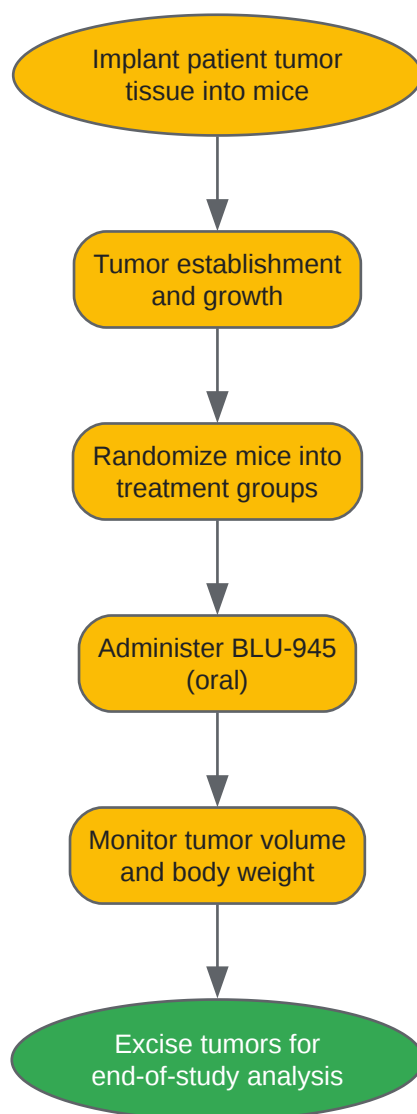 Implant patient tumor
tissue into mice
Tumor establishment
and growth
Randomize mice into
treatment groups
Administer BLU-945
(oral)
Monitor tumor volume
and body weight
Excise tumors for
end-of-study analysis